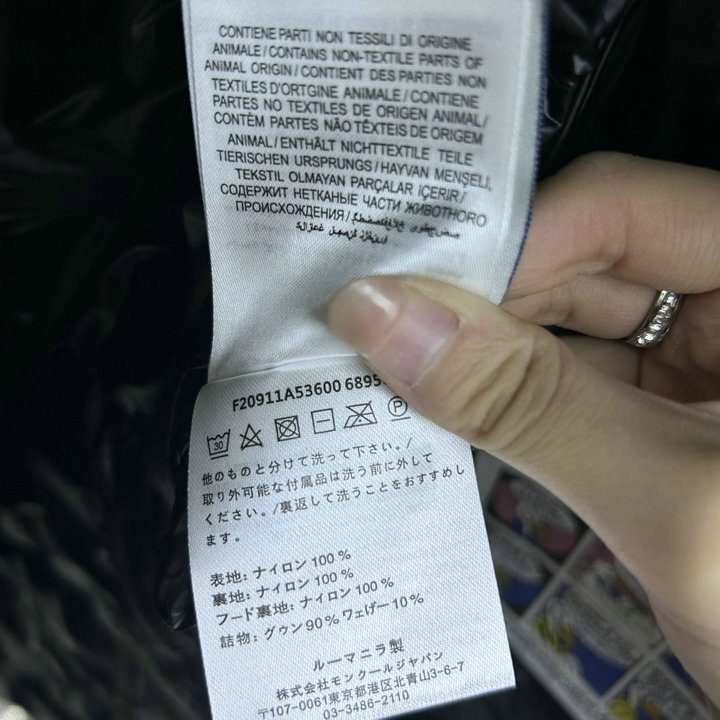 CONTIENE PARTI NON TESSILI DI ORIGINE
ANIMALE/CONTAINS NON-TEXTILE PARTS OF
ANIMAL ORIGIN/CONTIENT DES PARTIES NON
TEXTILES D'ORTGINE ANIMALE/CONTIENE
PARTES NO TEXTILES DE ORIGEN ANIMAL/
CONTÉM PARTES NÃO TÊXTEIS DE ORIGEM
ANIMAL/ENTHÄLT NICHTTEXTILE TEILE
TIERISCHEN URSPRUNGS/HAYVAN MENŞELİ,
TEKSTIL OLMAYAN PARÇALAR İÇERİR/
СОДЕРЖИТ НЕТКАНЫЕ ЧАСТИ ЖИВОТНОГО
ПРОИСХОЖДЕНИЯ/
F20911A53600 6895
30
P
他のものと分けて洗って下さい。/
取り外可能な付属品は洗う前に外して
ください。/裏返して洗うことをおすすめし
ます。
表地: ナイロン 100 %
裏地: ナイロン 100 %
フード裏地: ナイロン 100 %
詰物: グウン 90% ワェげー 10%
ルーマニラ製
株式会社モンクールジャパン
〒107-0061東京都港区北青山3-6-7
03-3486-2110